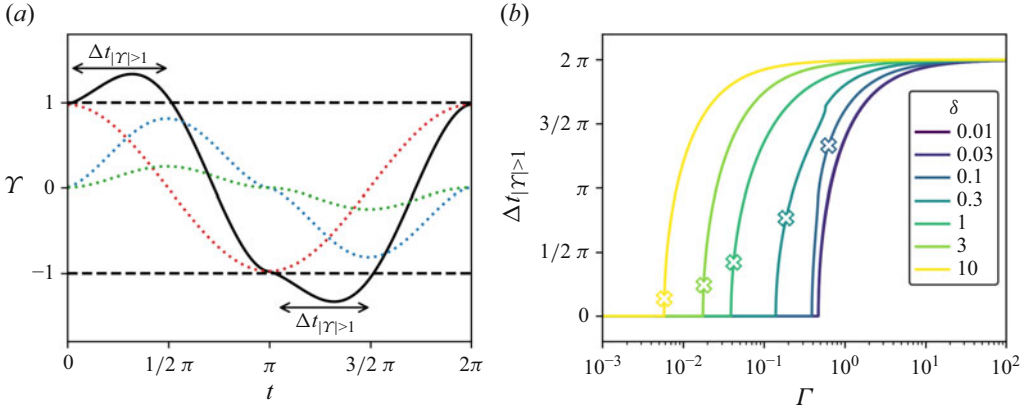 (a)
Δt|ϒ|>1
1
ϒ
0
−1
Δt|ϒ|>1
0
1/2 π
π
3/2 π
2π
t
(b)
2 π
3/2 π
Δt|ϒ|>1
π
1/2 π
0
δ
0.01
0.03
0.1
0.3
1
3
10
10⁻³
10⁻²
10⁻¹
10⁰
10¹
10²
Γ